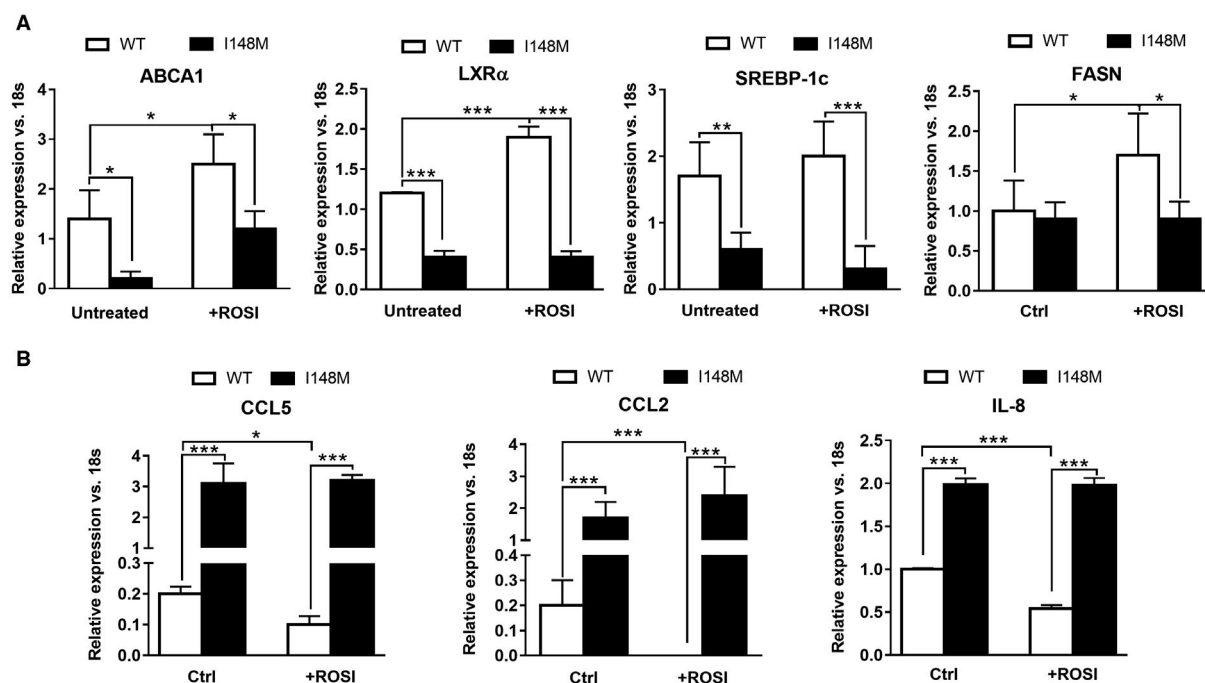 A
WT I148M
ABCA1
Relative expression vs. 18s
4
3
2
1
0
*
*
*
Untreated +ROSI
WT I148M
LXRα
Relative expression vs. 18s
2.5
2.0
1.5
1.0
0.5
0.0
***
***
***
Untreated +ROSI
WT I148M
SREBP-1c
Relative expression vs. 18s
3
2
1
0
**
***
Untreated +ROSI
WT I148M
FASN
Relative expression vs. 18s
2.5
2.0
1.5
1.0
0.5
0.0
*
*
Ctrl +ROSI
B
WT I148M
CCL5
Relative expression vs. 18s
4
3
2
1
0.3
0.2
0.1
0.0
*
***
***
Ctrl +ROSI
WT I148M
CCL2
Relative expression vs. 18s
4
3
2
1
0.4
0.3
0.2
0.1
0.0
***
***
***
Ctrl +ROSI
WT I148M
IL-8
Relative expression vs. 18s
2.5
2.0
1.5
1.0
0.5
0.0
***
***
***
Ctrl +ROSI